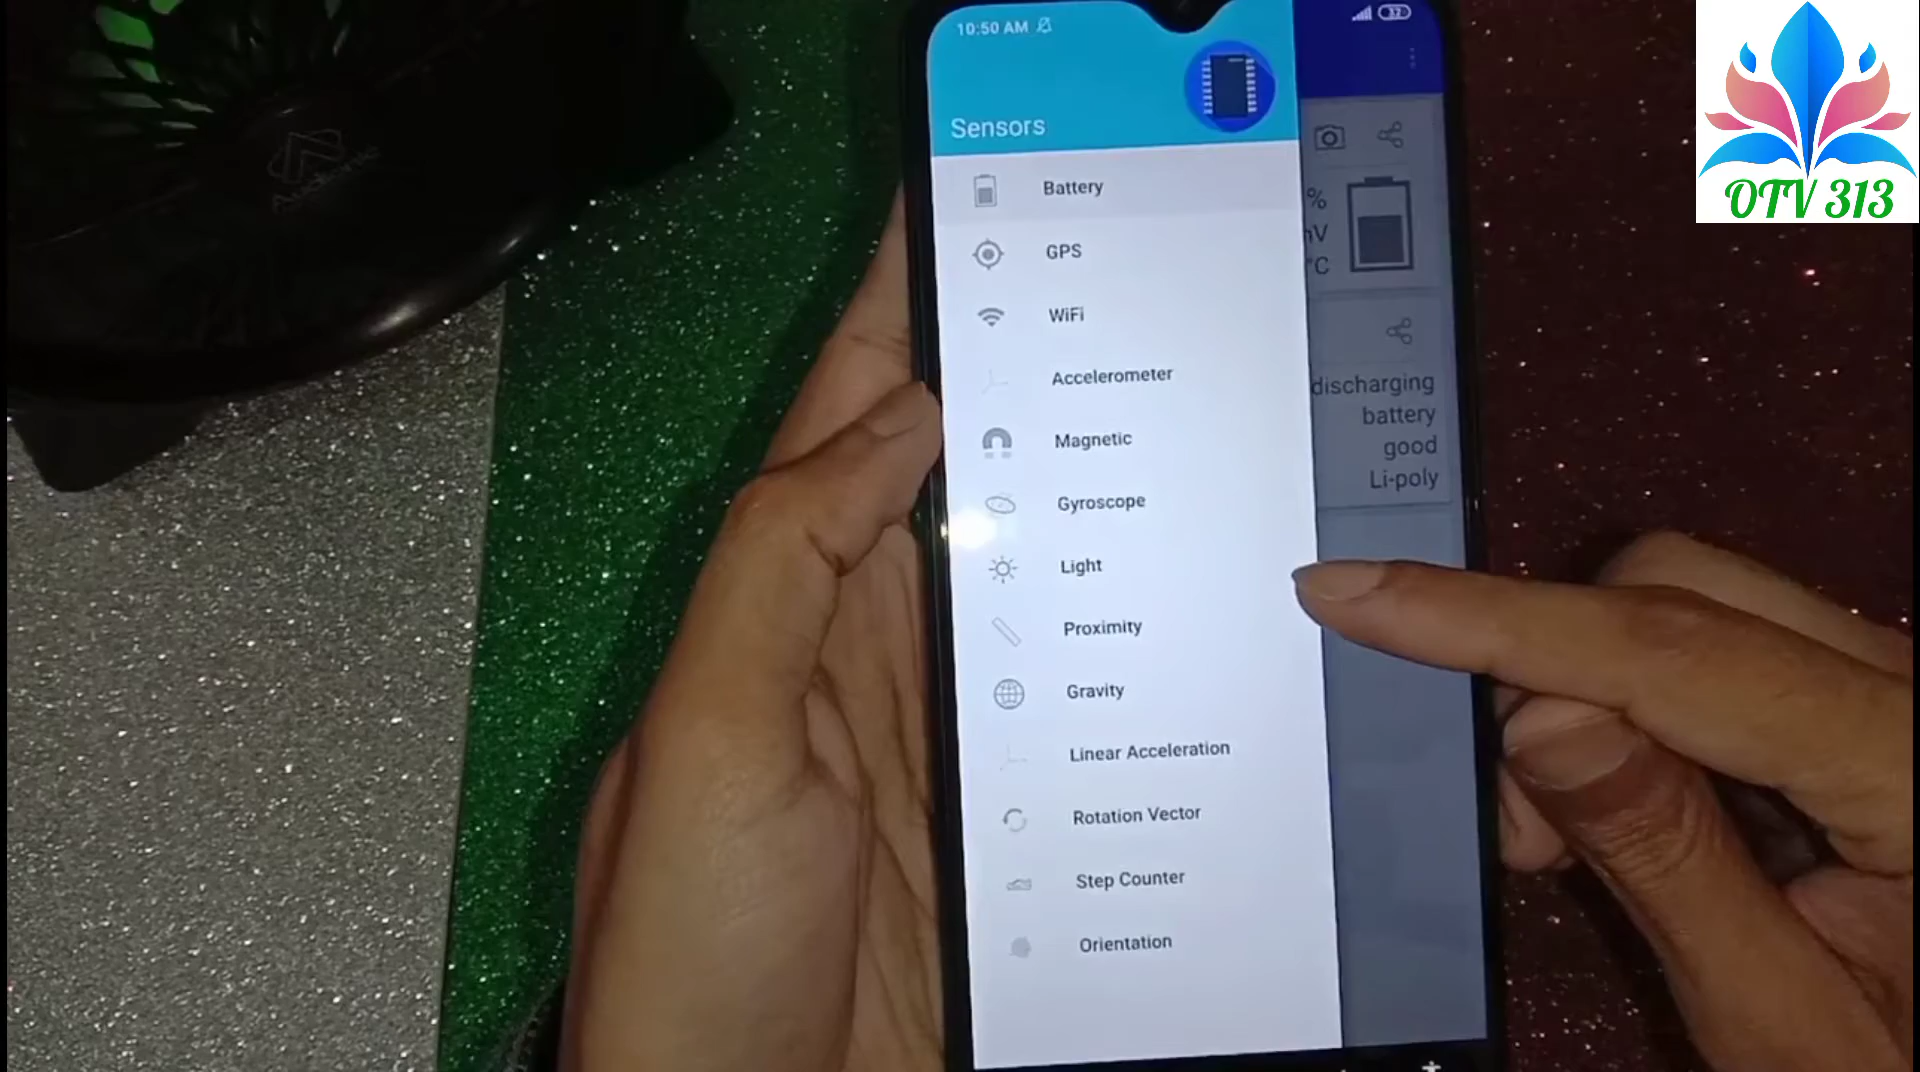 10:50 AM
32
Sensors
Battery
GPS
WiFi
Accelerometer
Magnetic
Gyroscope
Light
Proximity
Gravity
Linear Acceleration
Rotation Vector
Step Counter
Orientation
%
°C
discharging
battery
good
Li-poly
OTV 313